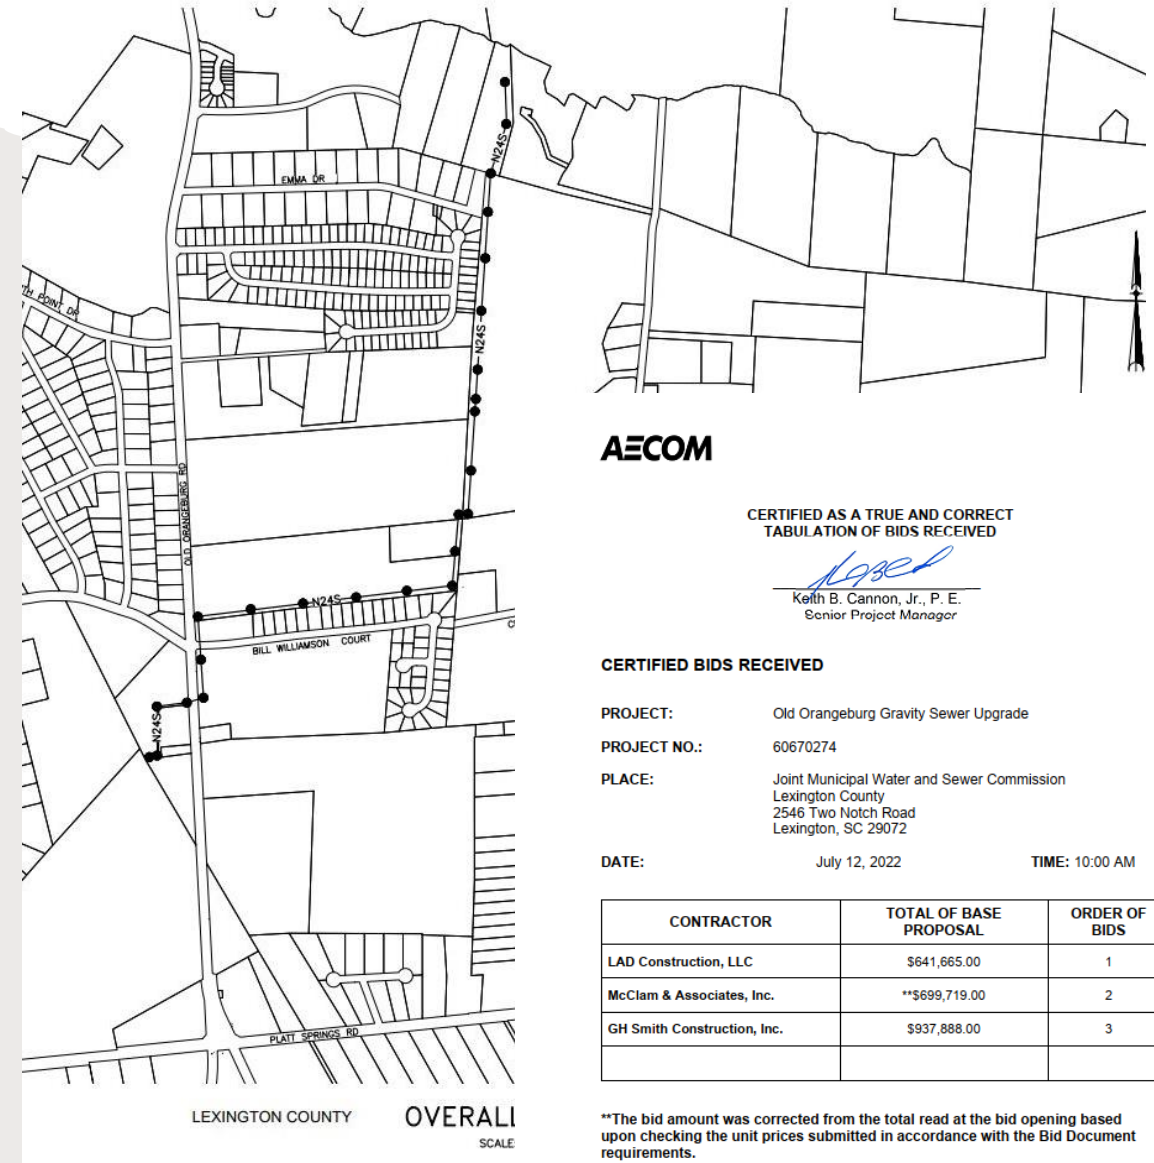 N24S
EMMA DR
N24S
TH POINT DR
OLD ORANGEBURG RD
N24S
BILL WILLIAMSON COURT
N24S
PLATT SPRINGS RD
LEXINGTON COUNTY
OVERALL
SCALE
AECOM
CERTIFIED AS A TRUE AND CORRECT
TABULATION OF BIDS RECEIVED
Keith B. Cannon, Jr., P. E.
Senior Project Manager
CERTIFIED BIDS RECEIVED
PROJECT: Old Orangeburg Gravity Sewer Upgrade
PROJECT NO.: 60670274
PLACE: Joint Municipal Water and Sewer Commission
Lexington County
2546 Two Notch Road
Lexington, SC 29072
DATE: July 12, 2022 TIME: 10:00 AM
CONTRACTOR TOTAL OF BASE PROPOSAL ORDER OF BIDS
LAD Construction, LLC $641,665.00 1
McClam & Associates, Inc. **$699,719.00 2
GH Smith Construction, Inc. $937,888.00 3
**The bid amount was corrected from the total read at the bid opening based
upon checking the unit prices submitted in accordance with the Bid Document
requirements.